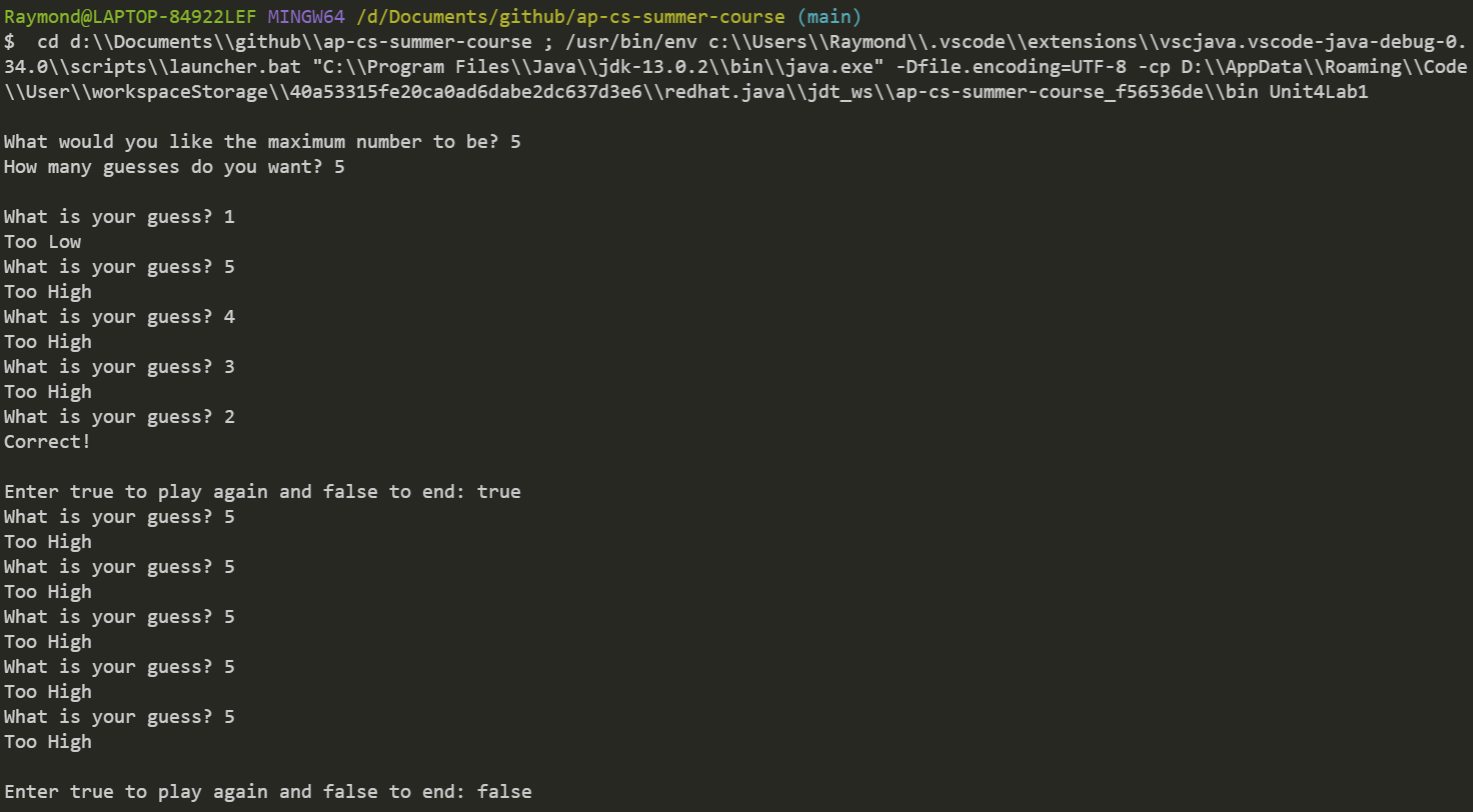 Raymond@LAPTOP-84922LEF MINGW64 /d/Documents/github/ap-cs-summer-course (main)
$  cd d:\\Documents\\github\\ap-cs-summer-course ; /usr/bin/env c:\\Users\\Raymond\\.vscode\\extensions\\vscjava.vscode-java-debug-0.
34.0\\scripts\\launcher.bat "C:\\Program Files\\Java\\jdk-13.0.2\\bin\\java.exe" -Dfile.encoding=UTF-8 -cp D:\\AppData\\Roaming\\Code
\\User\\workspaceStorage\\40a53315fe20ca0ad6dabe2dc637d3e6\\redhat.java\\jdt_ws\\ap-cs-summer-course_f56536de\\bin Unit4Lab1
What would you like the maximum number to be? 5
How many guesses do you want? 5
What is your guess? 1
Too Low
What is your guess? 5
Too High
What is your guess? 4
Too High
What is your guess? 3
Too High
What is your guess? 2
Correct!
Enter true to play again and false to end: true
What is your guess? 5
Too High
What is your guess? 5
Too High
What is your guess? 5
Too High
What is your guess? 5
Too High
What is your guess? 5
Too High
Enter true to play again and false to end: false